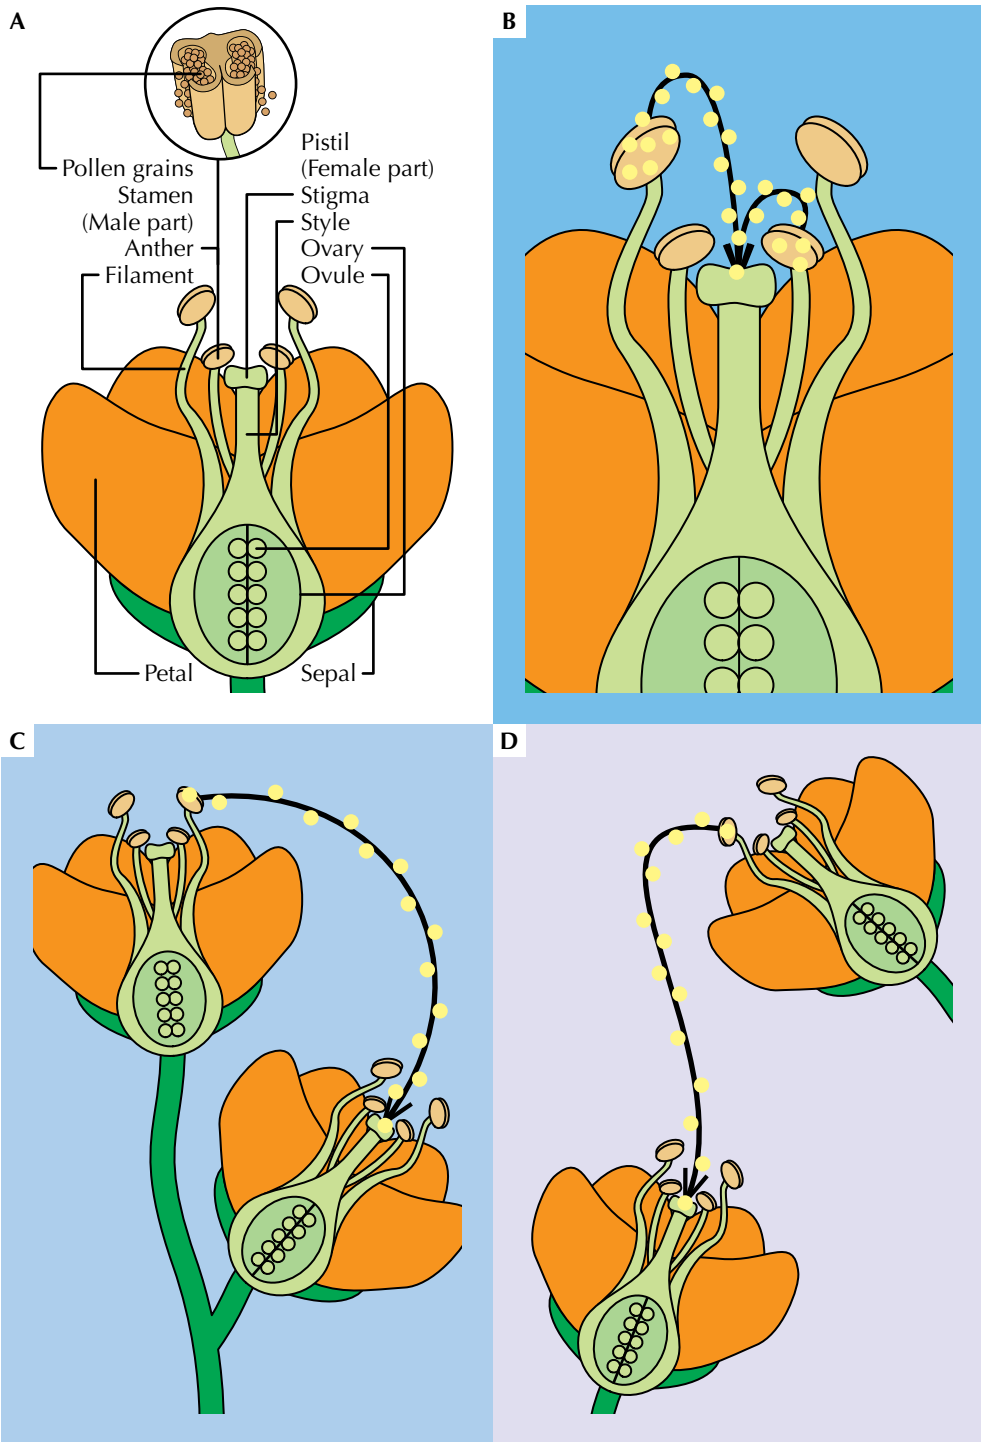 A
Pollen grains
Stamen
(Male part)
Anther
Filament
Pistil
(Female part)
Stigma
Style
Ovary
Ovule
Petal
Sepal
B
C
D